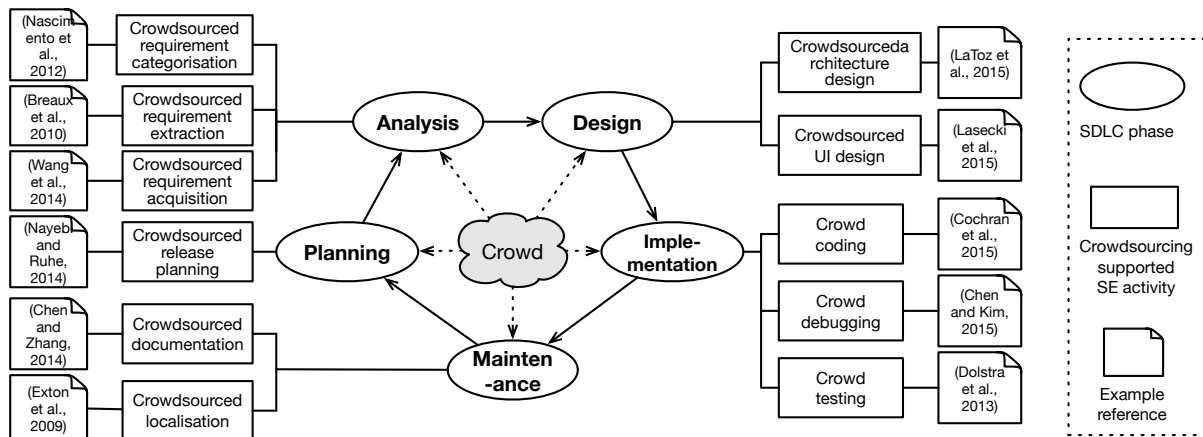 (Nascim
ento et
al.,
2012)
Crowdsourced
requirement
categorisation
(Breaux
et al.,
2010)
Crowdsourced
requirement
extraction
(Wang
et al.,
2014)
Crowdsourced
requirement
acquisition
(Nayebi
and
Ruhe,
2014)
Crowdsourced
release
planning
(Chen
and
Zhang,
2014)
Crowdsourced
documentation
(Exton
et al.,
2009)
Crowdsourced
localisation
Analysis
Design
Planning
Crowd
Imple-
mentation
Mainten
-ance
Crowdsourceda
rchitecture
design
(LaToz
et al.,
2015)
Crowdsourced
UI design
(Lasecki
et al.,
2015)
Crowd
coding
(Cochran
et al.,
2015)
Crowd
debugging
(Chen
and Kim,
2015)
Crowd
testing
(Dolstra
et al.,
2013)
SDLC phase
Crowdsourcing
supported
SE activity
Example
reference